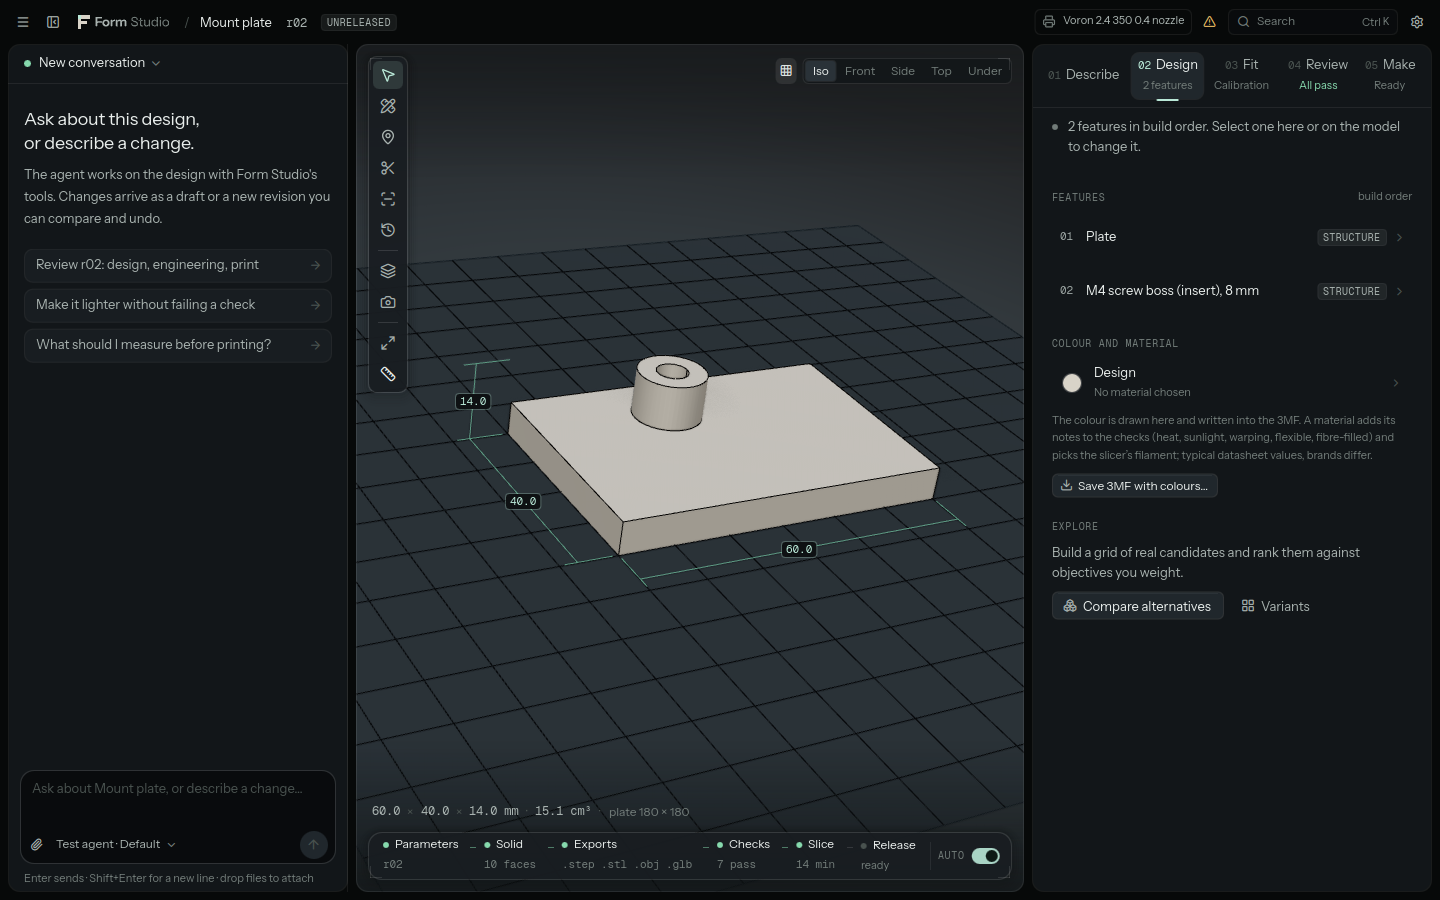 Form Studio / Mount plate r02 UNRELEASED
Voron 2.4 350 0.4 nozzle
Search Ctrl K
New conversation
Ask about this design,
or describe a change.
The agent works on the design with Form Studio's
tools. Changes arrive as a draft or a new revision you
can compare and undo.
Review r02: design, engineering, print
Make it lighter without failing a check
What should I measure before printing?
Ask about Mount plate, or describe a change...
Test agent · Default
Enter sends · Shift+Enter for a new line · drop files to attach
Iso Front Side Top Under
14.0
40.0
60.0
60.0 × 40.0 × 14.0 mm · 15.1 cm³ · plate 180 × 180
Parameters
r02
Solid
10 faces
Exports
.step .stl .obj .glb
Checks
7 pass
Slice
14 min
Release
ready
AUTO
01 Describe
02 Design
2 features
03 Fit
Calibration
04 Review
All pass
05 Make
Ready
2 features in build order. Select one here or on the model
to change it.
FEATURES build order
01 Plate STRUCTURE
02 M4 screw boss (insert), 8 mm STRUCTURE
COLOUR AND MATERIAL
Design
No material chosen
The colour is drawn here and written into the 3MF. A material adds its
notes to the checks (heat, sunlight, warping, flexible, fibre-filled) and
picks the slicer's filament; typical datasheet values, brands differ.
Save 3MF with colours...
EXPLORE
Build a grid of real candidates and rank them against
objectives you weight.
Compare alternatives
Variants